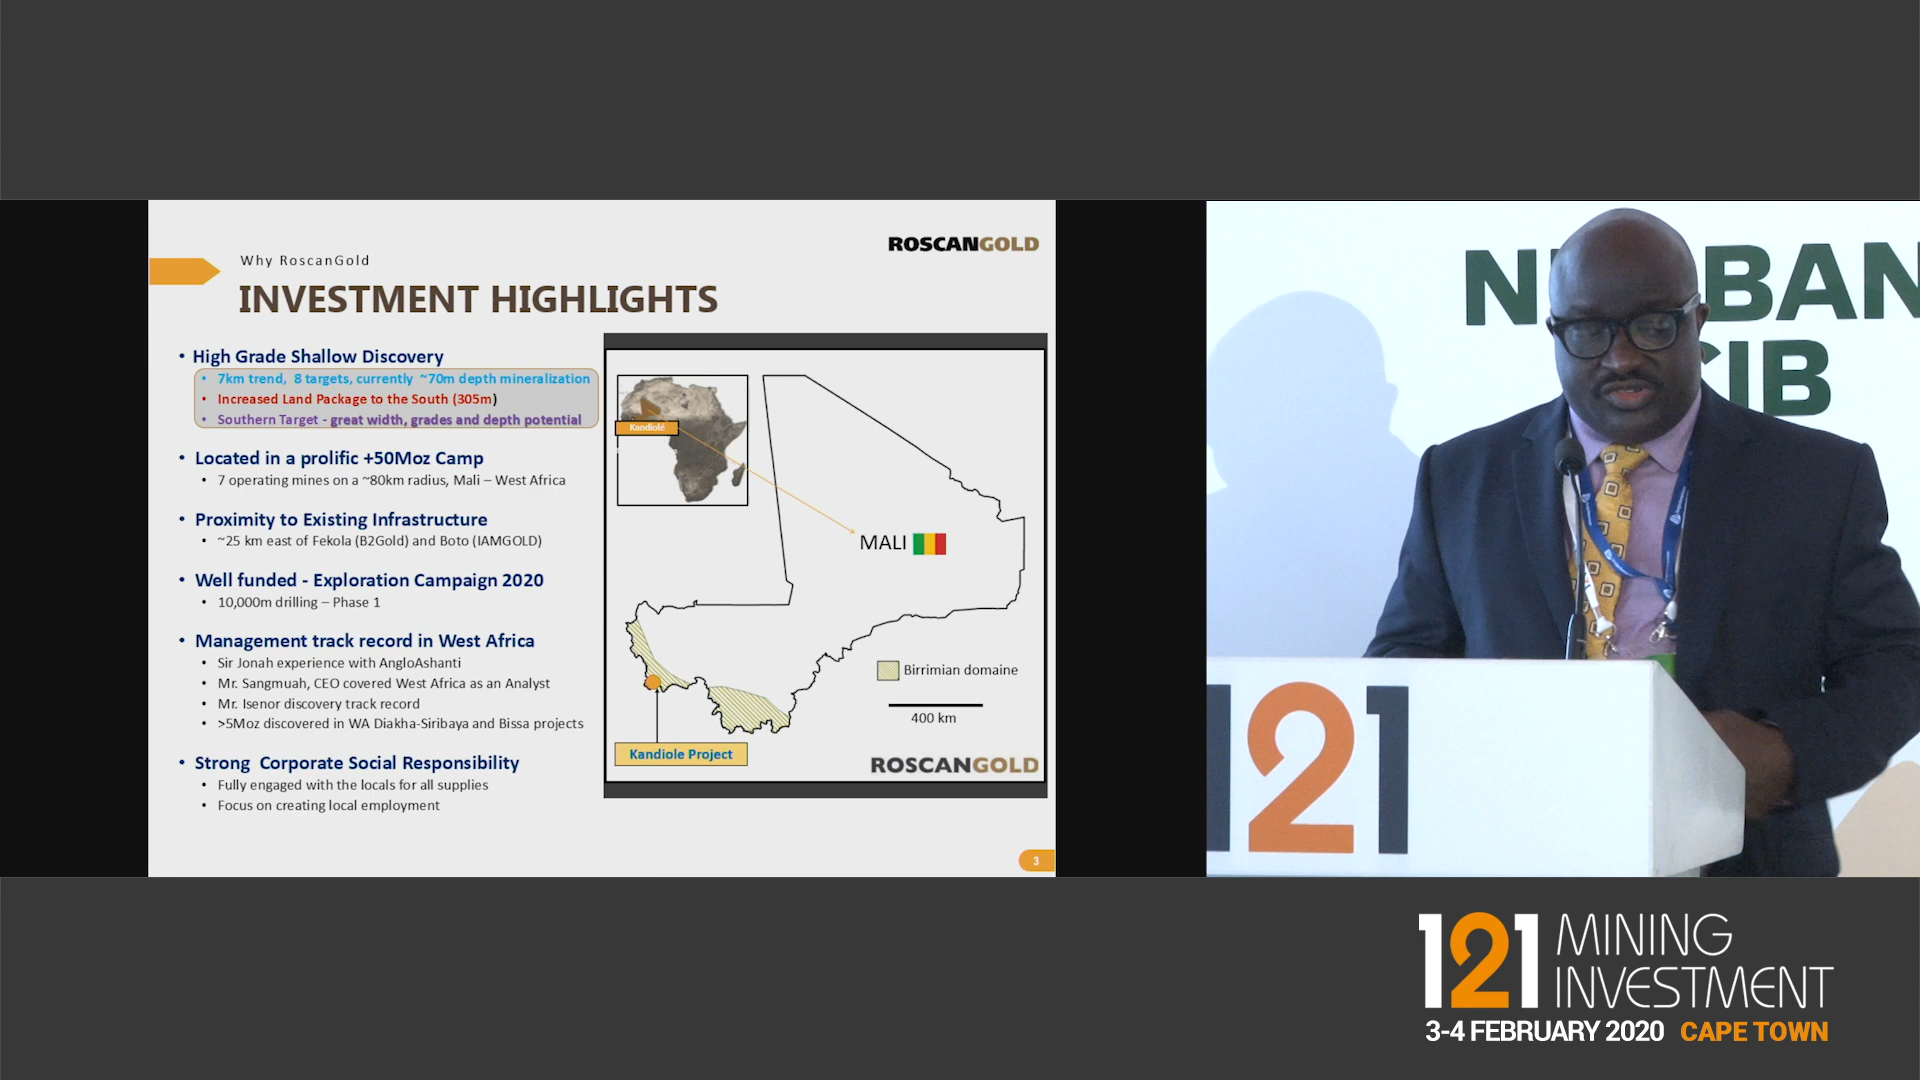 ROSCANGOLD
Why RoscanGold
INVESTMENT HIGHLIGHTS
• High Grade Shallow Discovery
• 7km trend, 8 targets, currently ~70m depth mineralization
• Increased Land Package to the South (305m)
• Southern Target - great width, grades and depth potential
• Located in a prolific +50Moz Camp
• 7 operating mines on a ~80km radius, Mali – West Africa
• Proximity to Existing Infrastructure
• ~25 km east of Fekola (B2Gold) and Boto (IAMGOLD)
• Well funded - Exploration Campaign 2020
• 10,000m drilling – Phase 1
• Management track record in West Africa
• Sir Jonah experience with AngloAshanti
• Mr. Sangmuah, CEO covered West Africa as an Analyst
• Mr. Isenor discovery track record
• >5Moz discovered in WA Diakha-Siribaya and Bissa projects
• Strong Corporate Social Responsibility
• Fully engaged with the locals for all supplies
• Focus on creating local employment
Kandiolé
MALI
Birrimian domaine
400 km
Kandiole Project
ROSCANGOLD
3
121
121 MINING
INVESTMENT
3-4 FEBRUARY 2020 CAPE TOWN